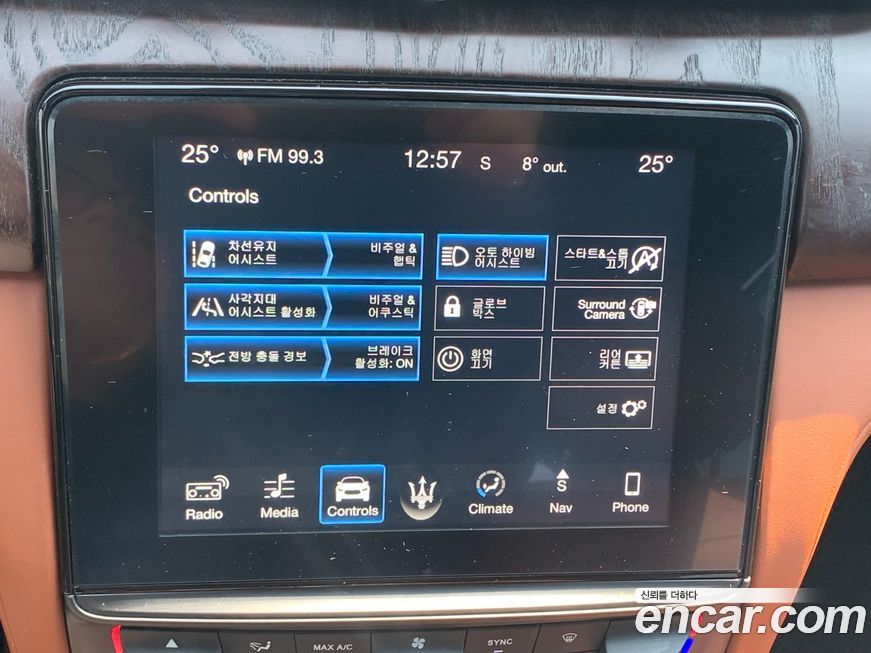 25° FM 99.3 12:57 S 8° out. 25°
Controls
차선유지
어시스트
비주얼 &
햅틱
오토 하이빔
어시스트
스타트&스톱
끄기
사각지대
어시스트 활성화
비주얼 &
어쿠스틱
글로브
박스
Surround
Camera
전방 충돌 경보
브레이크
활성화: ON
화면
끄기
리어
커튼
설정
Radio
Media
Controls
Climate
S
Nav
Phone
신뢰를 더하다
encar.com
MAX A/C
SYNC